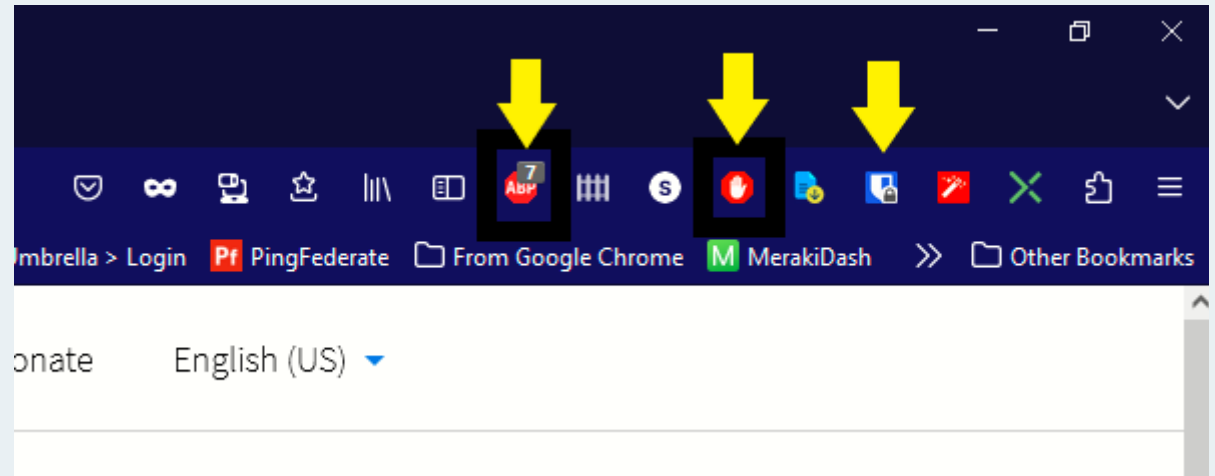 7
ABP
S
Umbrella > Login Pf PingFederate From Google Chrome M MerakiDash Other Bookmarks
onate English (US)